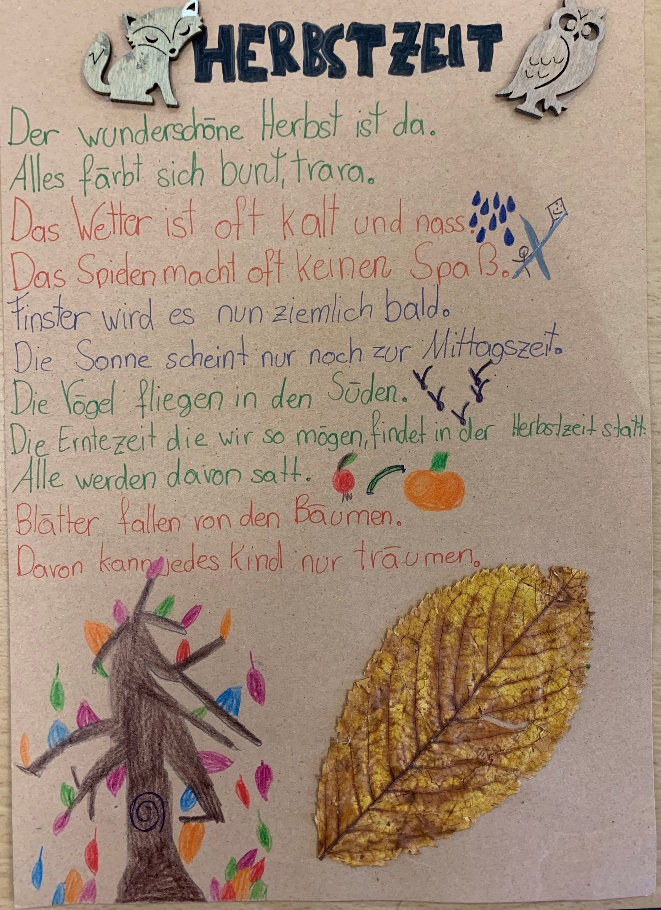 HERBSTZEIT
Der wunderschöne Herbst ist da.
Alles färbt sich bunt, trara.
Das Wetter ist oft kalt und nass.
Das Spielen macht oft keinen Spaß.
Finster wird es nun ziemlich bald.
Die Sonne scheint nur noch zur Mittagszeit.
Die Vögel fliegen in den Süden.
Die Erntezeit die wir so mögen, findet in der Herbstzeit statt.
Alle werden davon satt.
Blätter fallen von den Bäumen.
Davon kann jedes Kind nur träumen.